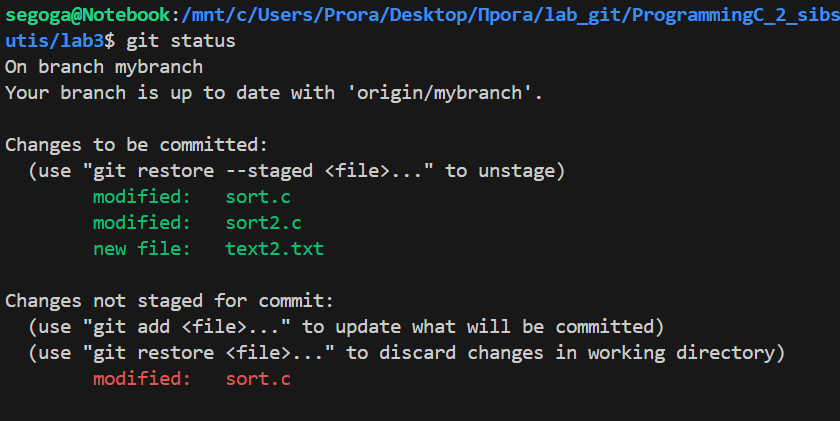 segoga@Notebook:/mnt/c/Users/Prora/Desktop/Прога/lab_git/ProgrammingC_2_sibs
utis/lab3$ git status
On branch mybranch
Your branch is up to date with 'origin/mybranch'.
Changes to be committed:
  (use "git restore --staged <file>..." to unstage)
        modified:   sort.c
        modified:   sort2.c
        new file:   text2.txt
Changes not staged for commit:
  (use "git add <file>..." to update what will be committed)
  (use "git restore <file>..." to discard changes in working directory)
        modified:   sort.c